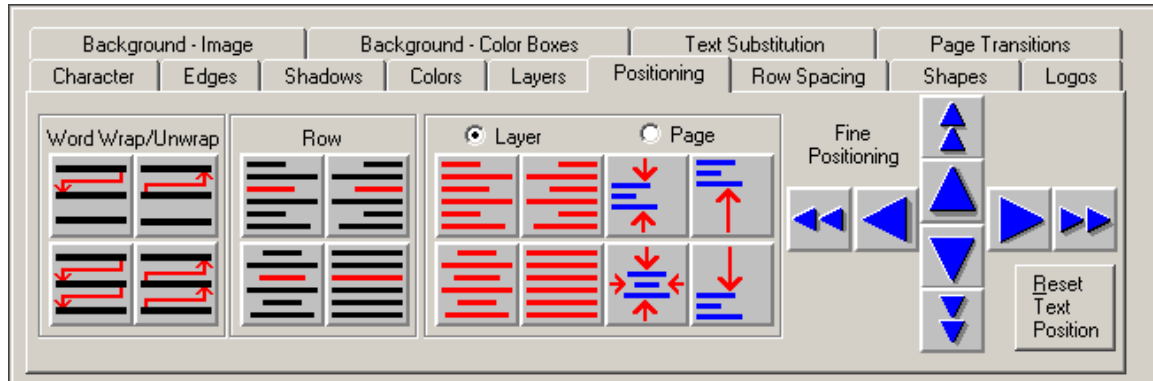 Background - Image
Background - Color Boxes
Text Substitution
Page Transitions
Character
Edges
Shadows
Colors
Layers
Positioning
Row Spacing
Shapes
Logos
Word Wrap/Unwrap
Row
Layer
Page
Fine
Positioning
Reset
Text
Position